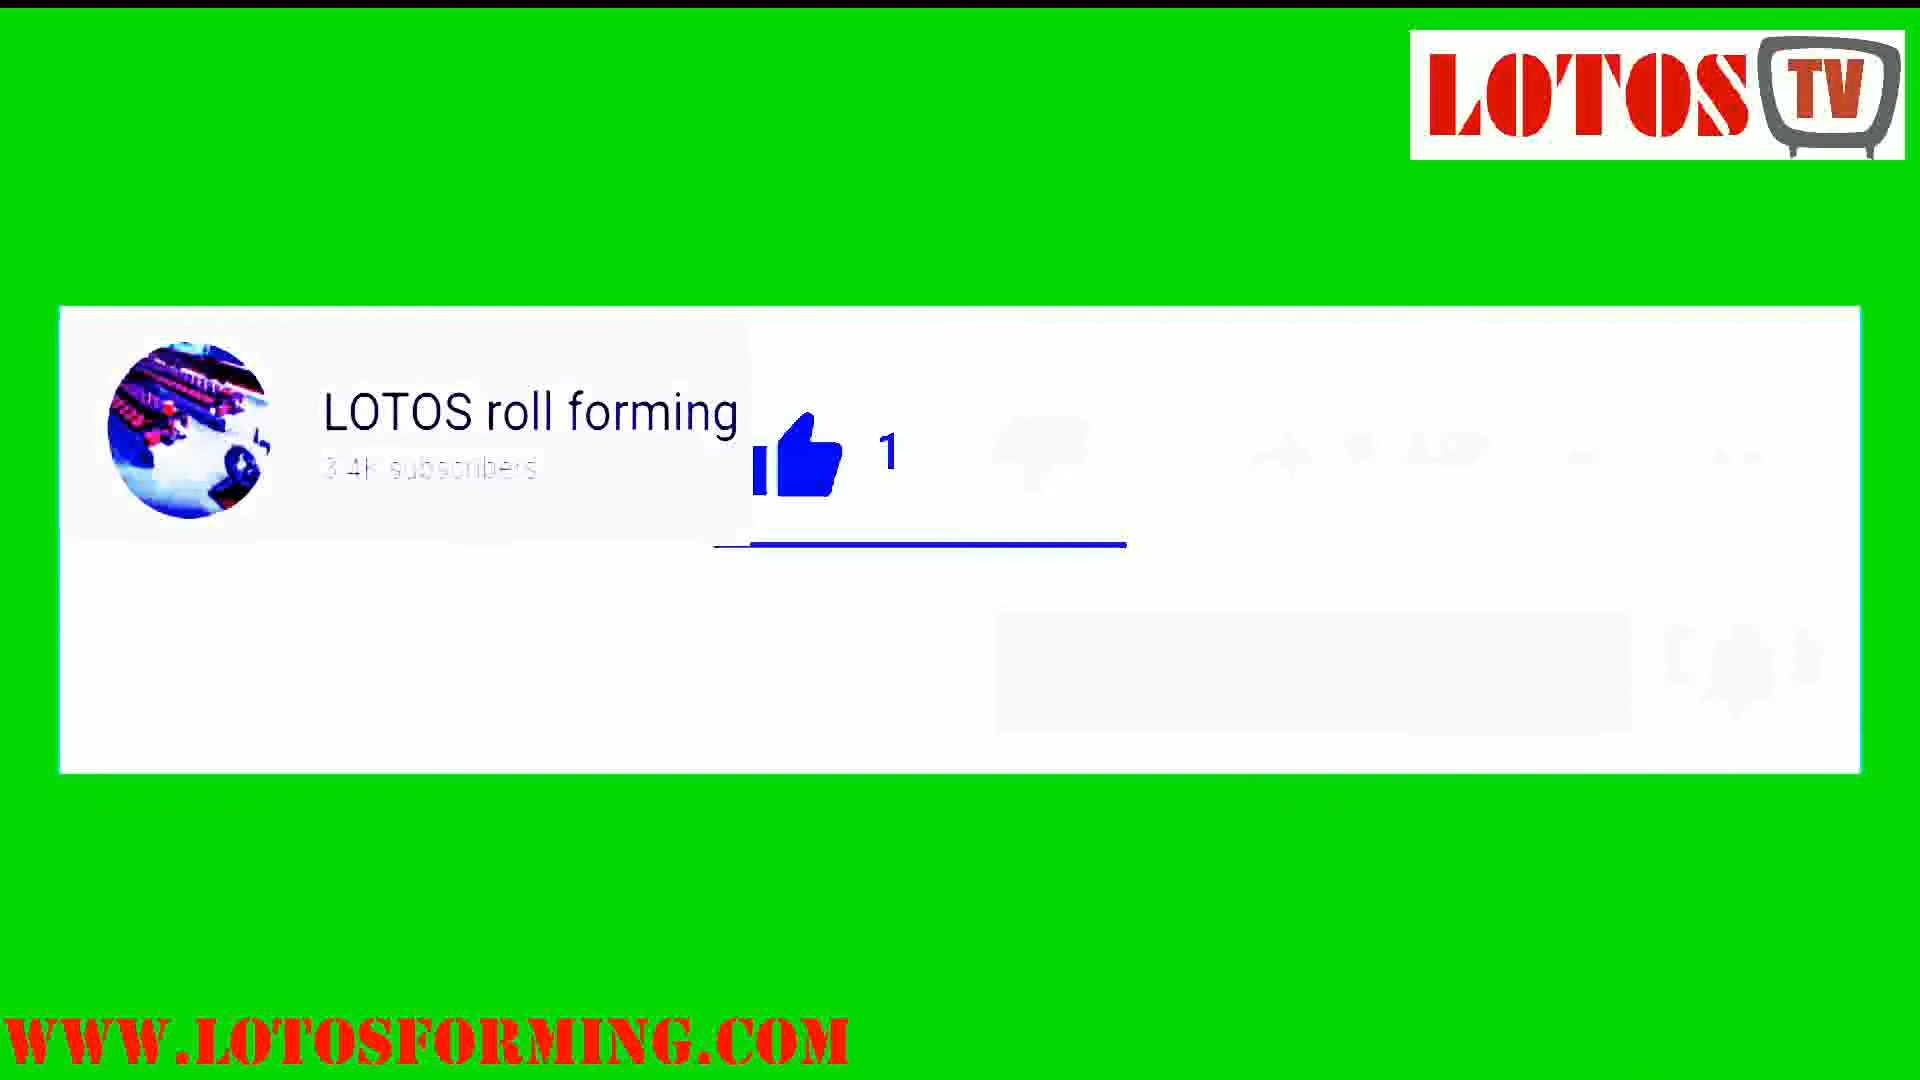 LOTOS TV
LOTOS roll forming
3.4K subscribers
1
WWW.LOTOSFORMING.COM